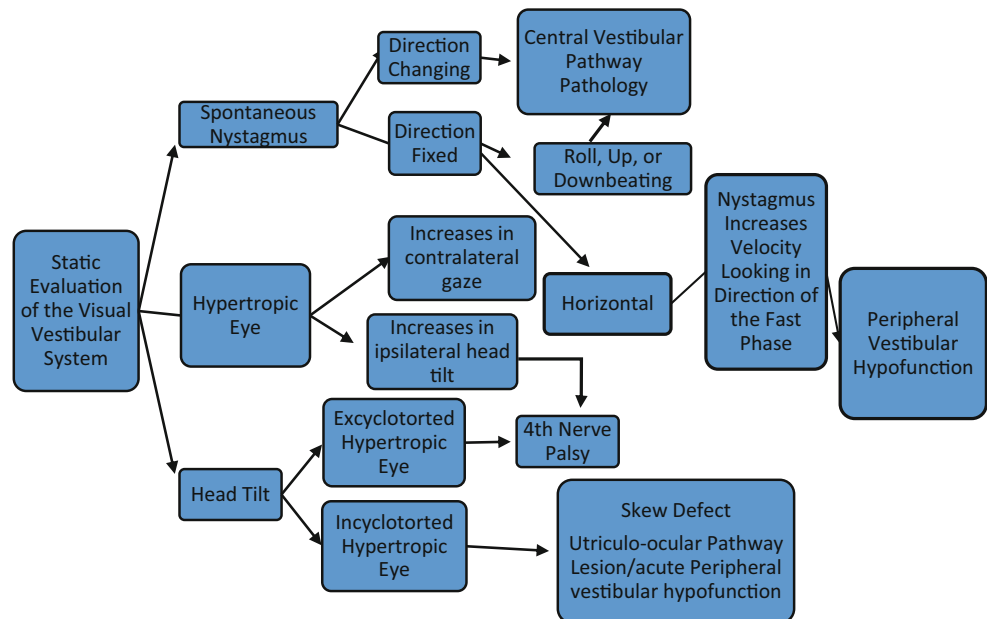 Static
Evaluation
of the Visual
Vestibular
System
Spontaneous
Nystagmus
Direction
Changing
Central Vestibular
Pathway
Pathology
Direction
Fixed
Roll, Up, or
Downbeating
Horizontal
Nystagmus
Increases
Velocity
Looking in
Direction of
the Fast
Phase
Peripheral
Vestibular
Hypofunction
Hypertropic
Eye
Increases in
contralateral
gaze
Increases in
ipsilateral head
tilt
Head Tilt
Excyclotorted
Hypertropic
Eye
4th Nerve
Palsy
Incyclotorted
Hypertropic
Eye
Skew Defect
Utriculo-ocular Pathway
Lesion/acute Peripheral
vestibular hypofunction